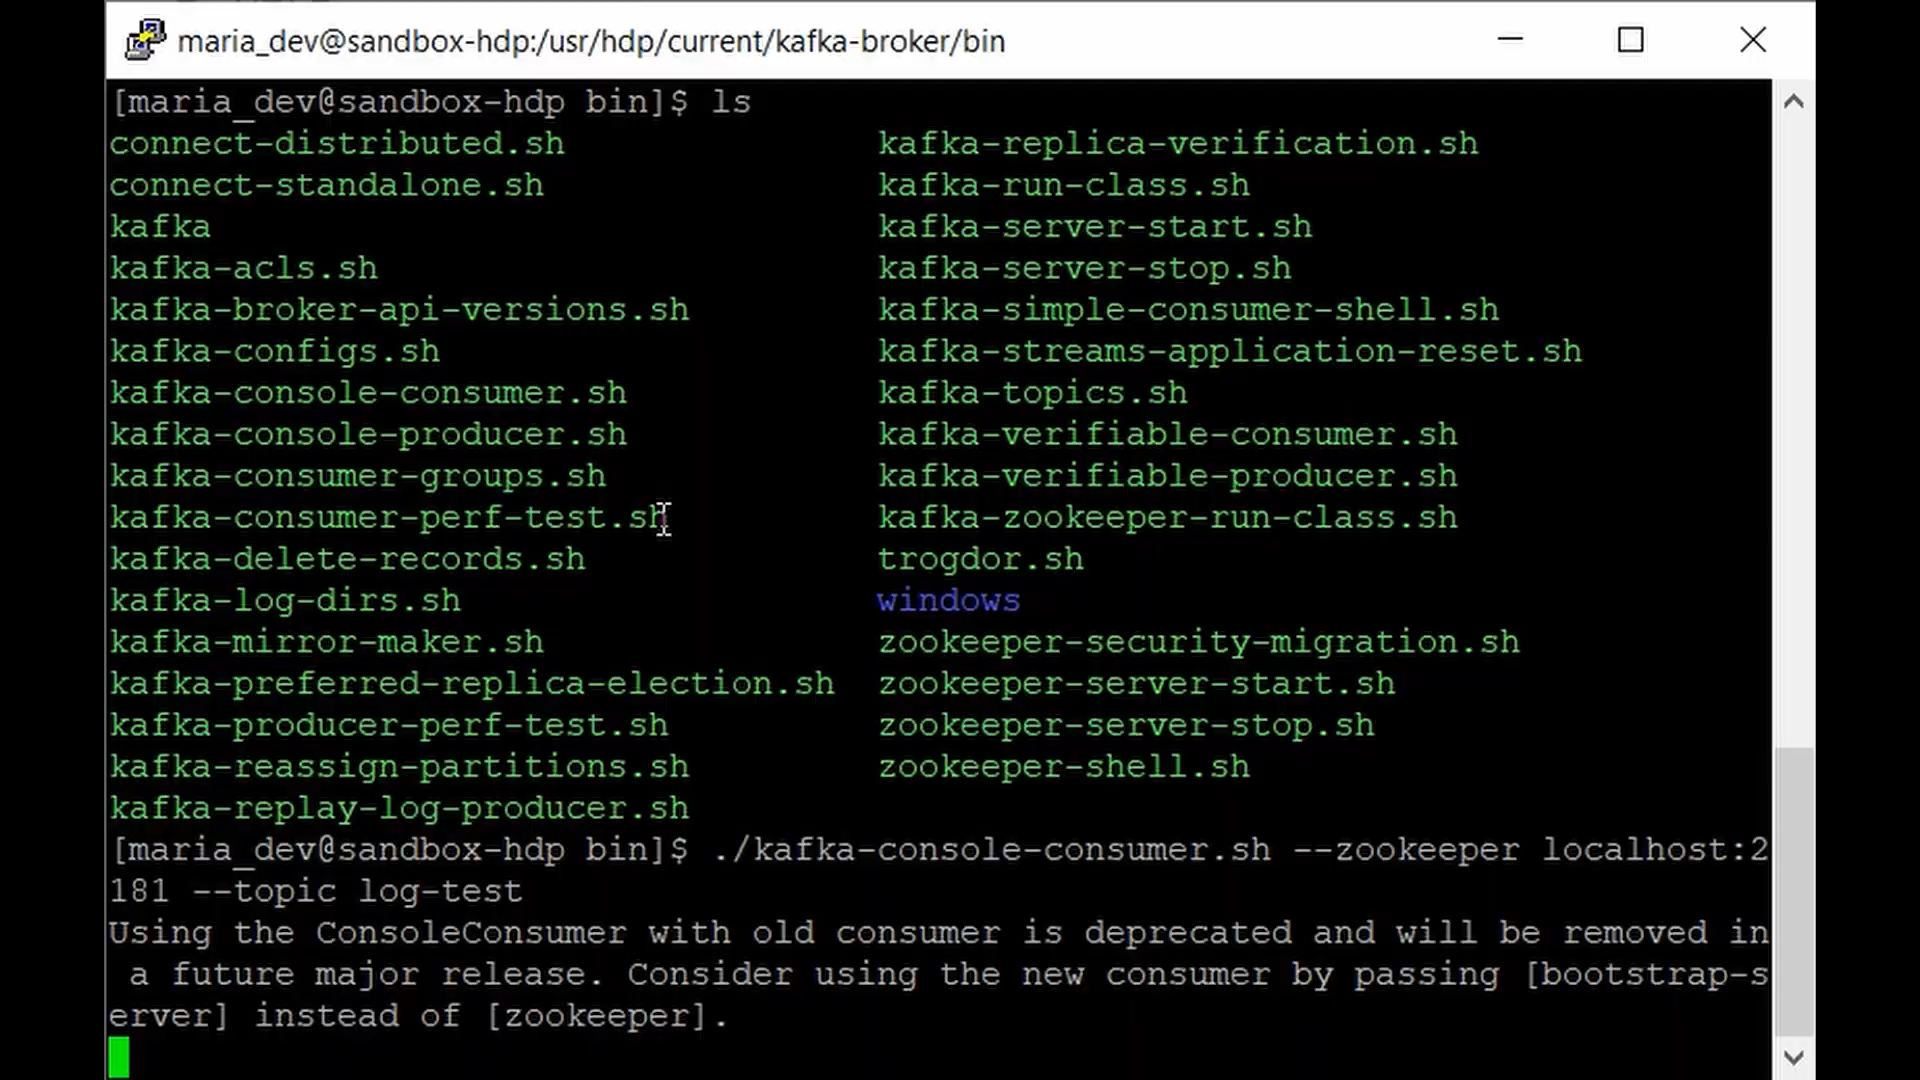 maria_dev@sandbox-hdp:/usr/hdp/current/kafka-broker/bin
[maria_dev@sandbox-hdp bin]$ ls
connect-distributed.sh kafka-replica-verification.sh
connect-standalone.sh kafka-run-class.sh
kafka kafka-server-start.sh
kafka-acls.sh kafka-server-stop.sh
kafka-broker-api-versions.sh kafka-simple-consumer-shell.sh
kafka-configs.sh kafka-streams-application-reset.sh
kafka-console-consumer.sh kafka-topics.sh
kafka-console-producer.sh kafka-verifiable-consumer.sh
kafka-consumer-groups.sh kafka-verifiable-producer.sh
kafka-consumer-perf-test.sh kafka-zookeeper-run-class.sh
kafka-delete-records.sh trogdor.sh
kafka-log-dirs.sh windows
kafka-mirror-maker.sh zookeeper-security-migration.sh
kafka-preferred-replica-election.sh zookeeper-server-start.sh
kafka-producer-perf-test.sh zookeeper-server-stop.sh
kafka-reassign-partitions.sh zookeeper-shell.sh
kafka-replay-log-producer.sh
[maria_dev@sandbox-hdp bin]$ ./kafka-console-consumer.sh --zookeeper localhost:2
181 --topic log-test
Using the ConsoleConsumer with old consumer is deprecated and will be removed in
 a future major release. Consider using the new consumer by passing [bootstrap-s
erver] instead of [zookeeper].